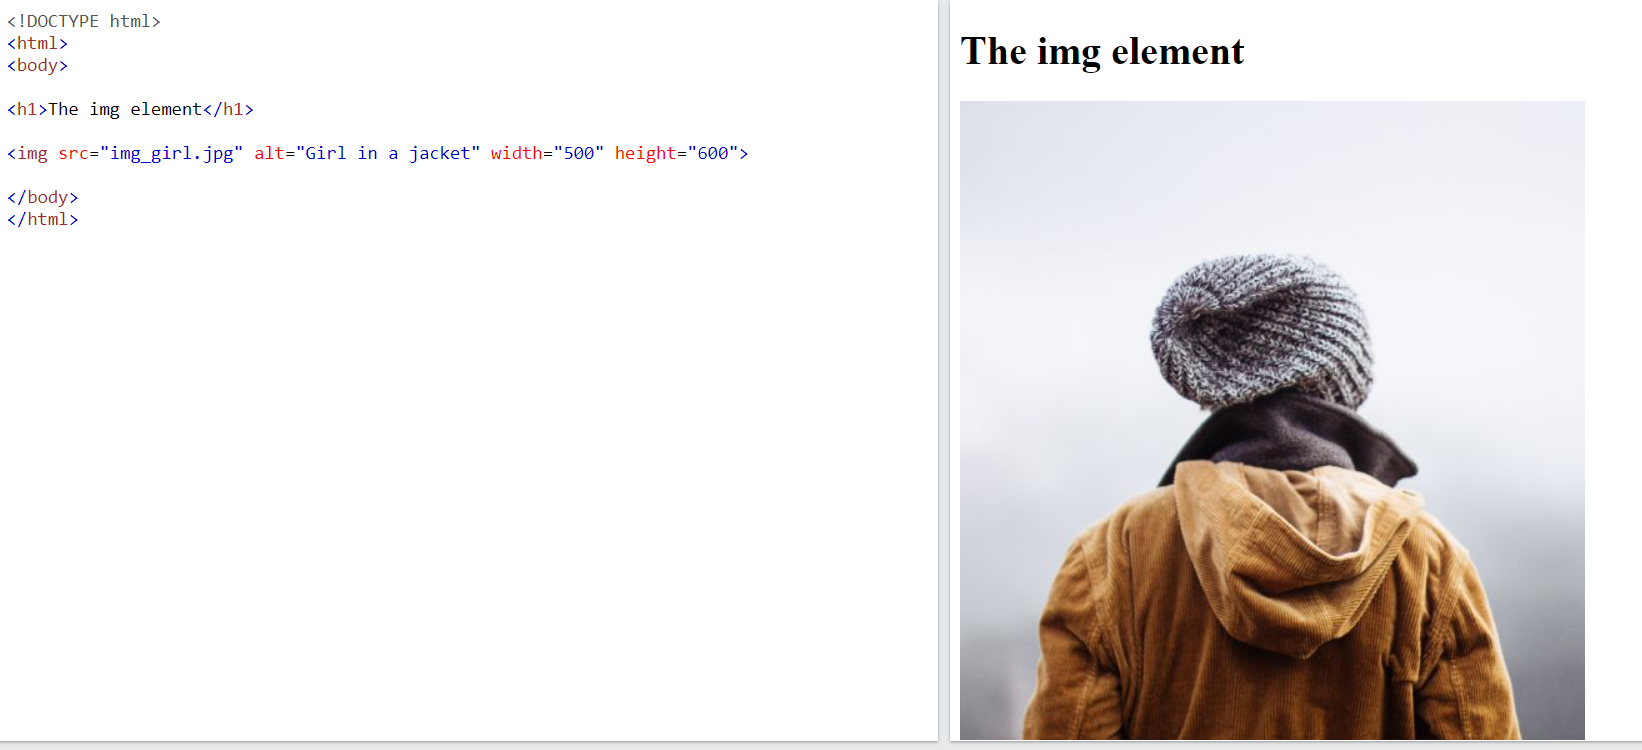 <!DOCTYPE html>
<html>
<body>
<h1>The img element</h1>
<img src="img_girl.jpg" alt="Girl in a jacket" width="500" height="600">
</body>
</html>
The img element